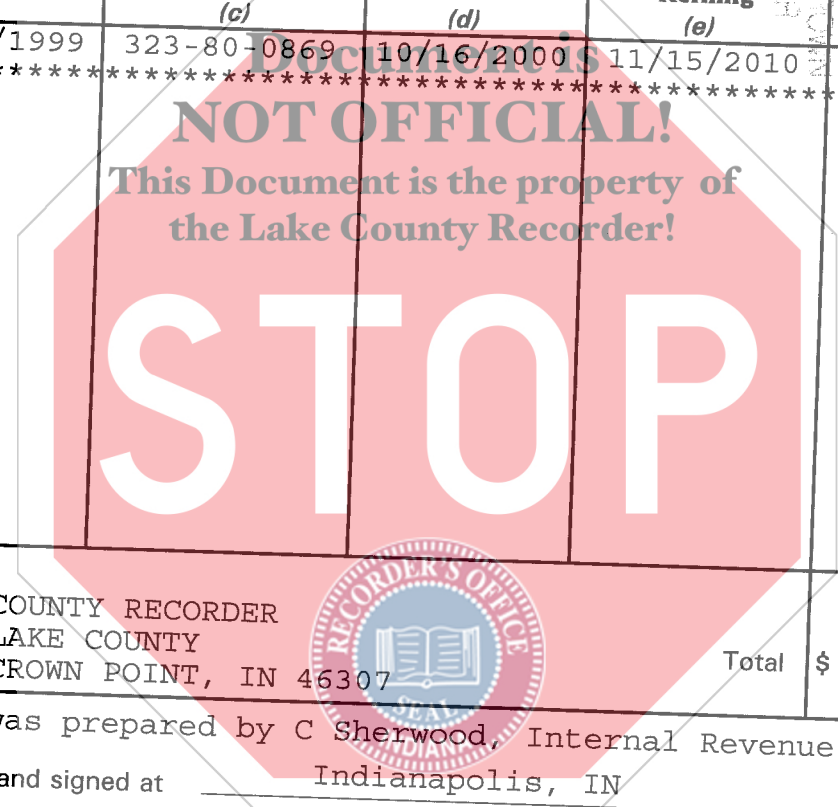 (c) (d) (e)
/1999 323-80-0869 10/16/2000 11/15/2010
******************************************
Document is
NOT OFFICIAL!
This Document is the property of
the Lake County Recorder!
STOP
COUNTY RECORDER
LAKE COUNTY
CROWN POINT, IN 46307
Total $
RECORDER'S OFFICE
SEAL
INDIANA
was prepared by C Sherwood, Internal Revenue
and signed at Indianapolis, IN